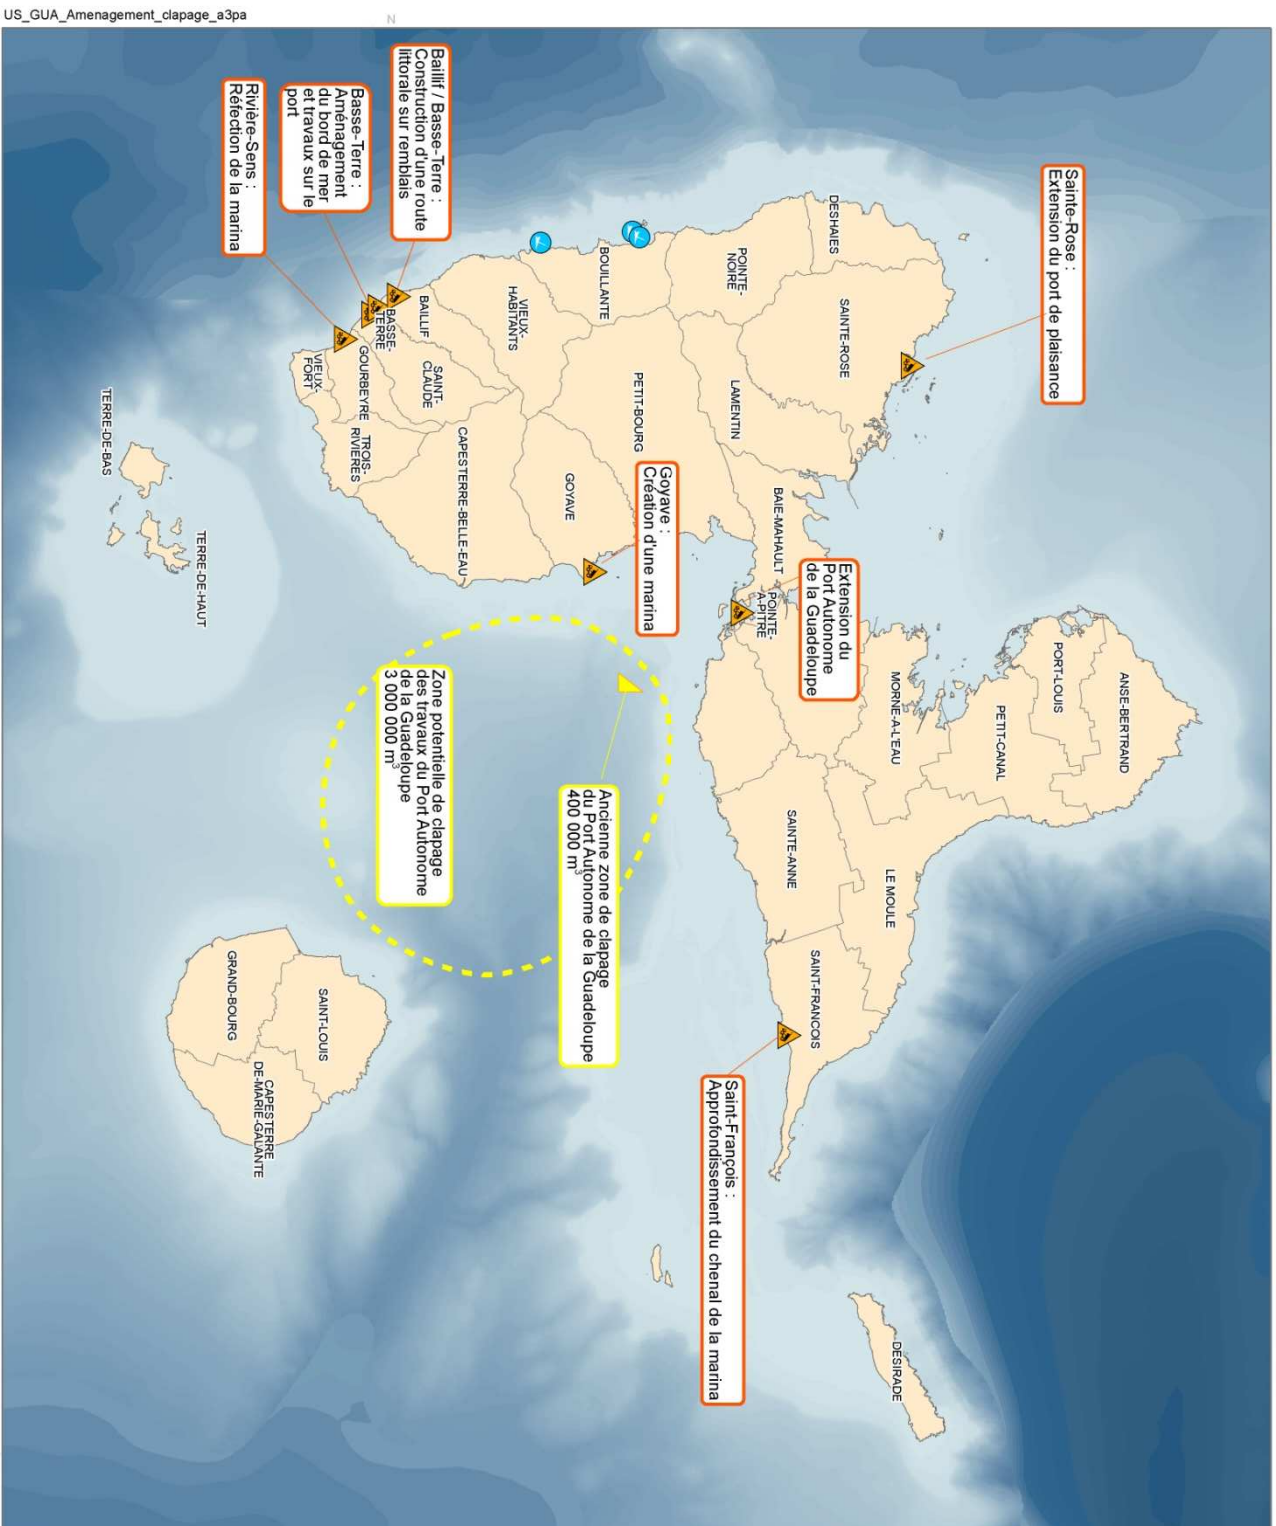 US_GUA_Amenagement_clapage_a3pa
N
Sainte-Rose :
Extension du port de plaisance
Baillif / Basse-Terre :
Construction d'une route
littorale sur remblais
Basse-Terre :
Aménagement
du bord de mer
et travaux sur le
port
Rivière-Sens :
Réfection de la marina
Goyave :
Création d'une marina
Extension du
Port Autonome
de la Guadeloupe
Saint-François :
Approfondissement du chenal de la marina
Ancienne zone de clapage
du Port Autonome de la Guadeloupe
400 000 m³
Zone potentielle de clapage
des travaux du Port Autonome
de la Guadeloupe
3 000 000 m³
ANSE-BERTRAND
PORT-LOUIS
PETIT-CANAL
MORNE-A-L'EAU
LE MOULE
SAINTE-ANNE
SAINT-FRANCOIS
DESIRADE
POINTE-
A-PITRE
BAIE-MAHAULT
DESHAIES
SAINTE-ROSE
POINTE-
NOIRE
LAMENTIN
BOUILLANTE
PETIT-BOURG
VIEUX-
HABITANTS
GOYAVE
BAILLIF
SAINT-
CLAUDE
CAPESTERRE-BELLE-EAU
BASSE-
TERRE
GOURBEYRE
VIEUX-
FORT
TROIS-
RIVIERES
TERRE-DE-BAS
TERRE-DE-HAUT
SAINT-LOUIS
GRAND-BOURG
CAPESTERRE
DE-MARIE-GALANTE